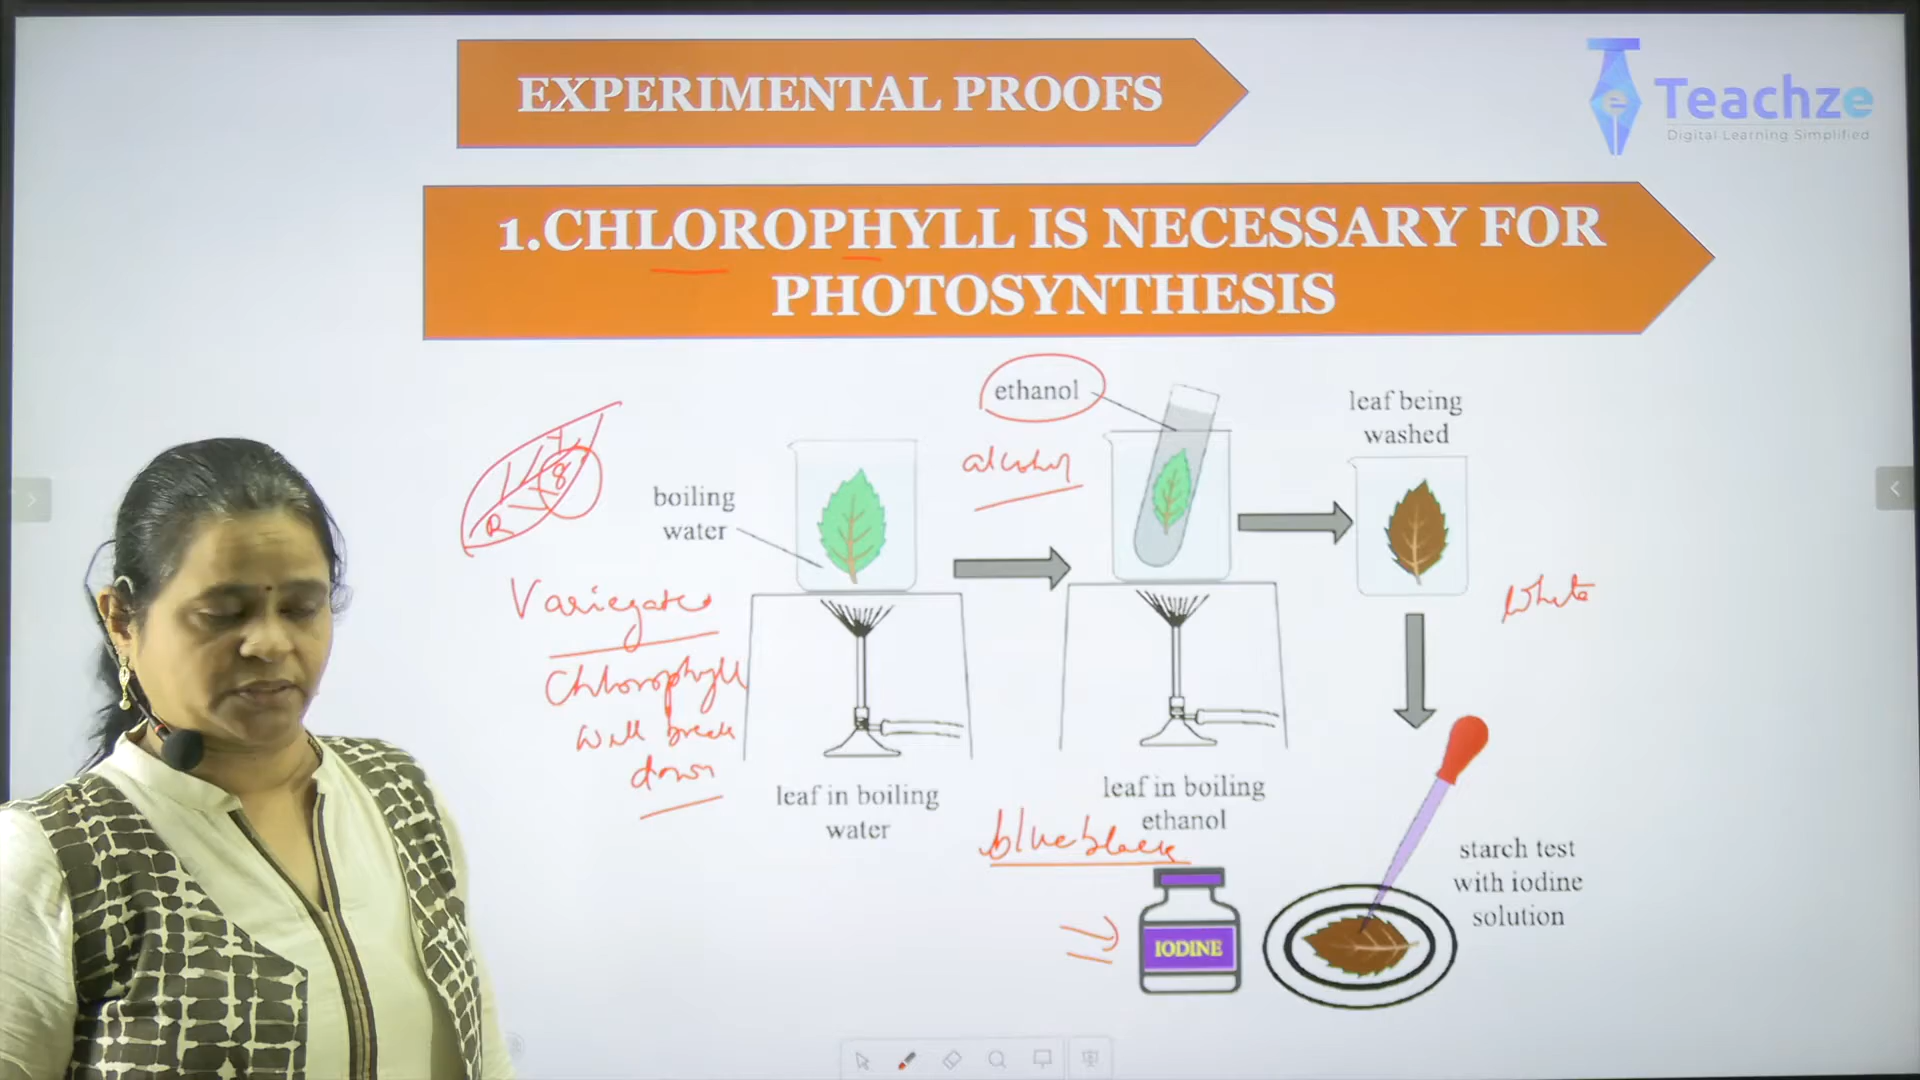 EXPERIMENTAL PROOFS
Teachze
Digital Learning Simplified
1.CHLOROPHYLL IS NECESSARY FOR
PHOTOSYNTHESIS
ethanol
leaf being
washed
alcohol
boiling
water
Variegate
White
Chlorophyll
will break
down
leaf in boiling
water
leaf in boiling
ethanol
blueblack
starch test
with iodine
solution
IODINE